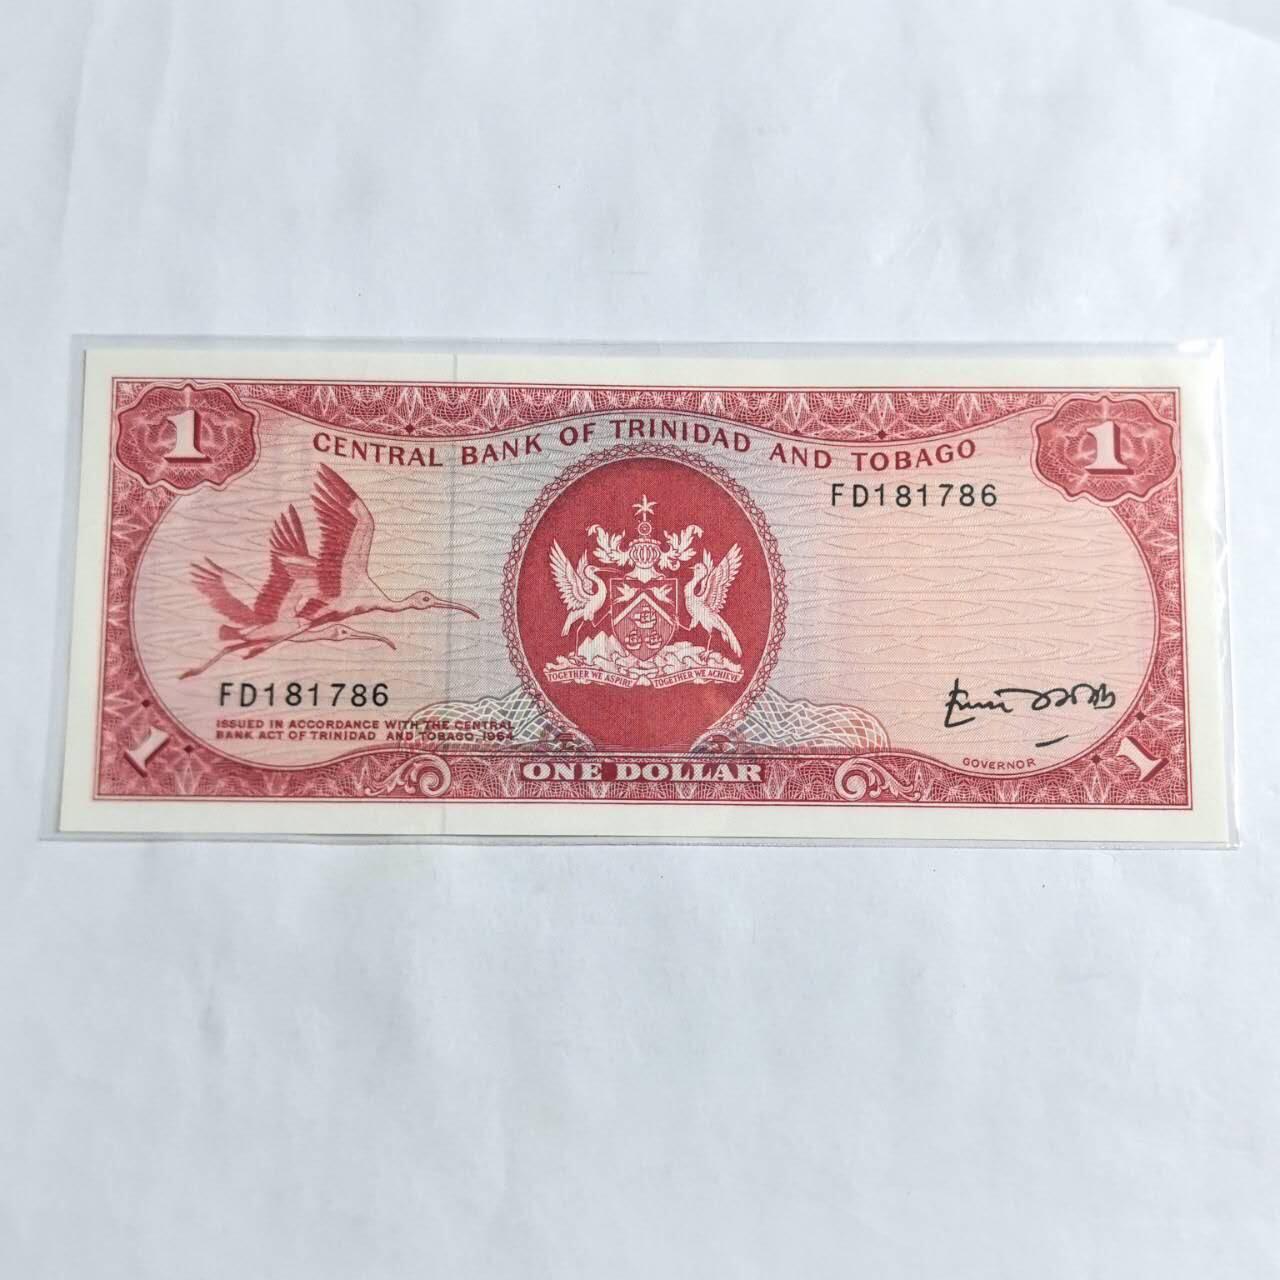 1 1
CENTRAL BANK OF TRINIDAD AND TOBAGO
FD181786
TOGETHER WE ASPIRE TOGETHER WE ACHIEVE
FD181786
ISSUED IN ACCORDANCE WITH THE CENTRAL
BANK ACT OF TRINIDAD AND TOBAGO, 1964
GOVERNOR
1 ONE DOLLAR 1